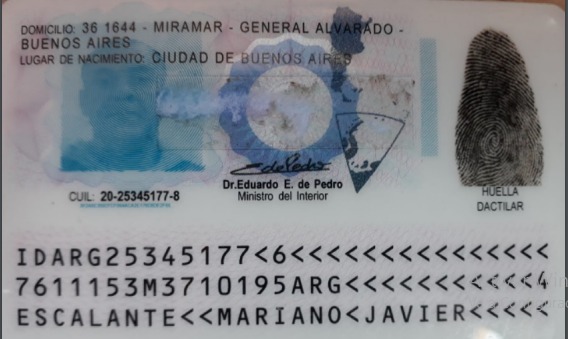 DOMICILIO: 36 1644 - MIRAMAR - GENERAL ALVARADO -
BUENOS AIRES
LUGAR DE NACIMIENTO: CIUDAD DE BUENOS AIRES
Dr.Eduardo E. de Pedro
Ministro del Interior
CUIL: 20-25345177-8
HUELLA
DACTILAR
IDARG25345177<6<<<<<<<<<<<<<<<
7611153M3710195ARG<<<<<<<<<<<4
ESCALANTE<<MARIANO<JAVIER<<<<<